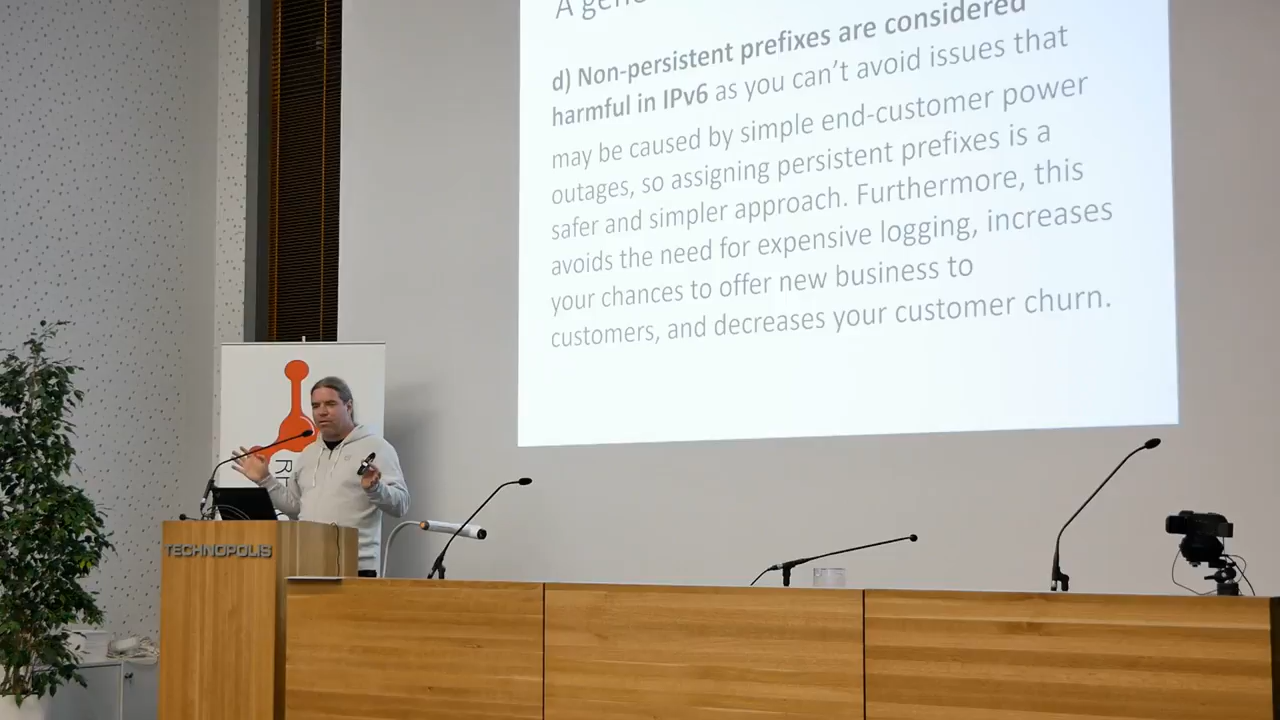 d) Non-persistent prefixes are considered
harmful in IPv6 as you can't avoid issues that
may be caused by simple end-customer power
outages, so assigning persistent prefixes is a
safer and simpler approach. Furthermore, this
avoids the need for expensive logging, increases
your chances to offer new business to
customers, and decreases your customer churn.
TECHNOPOLIS